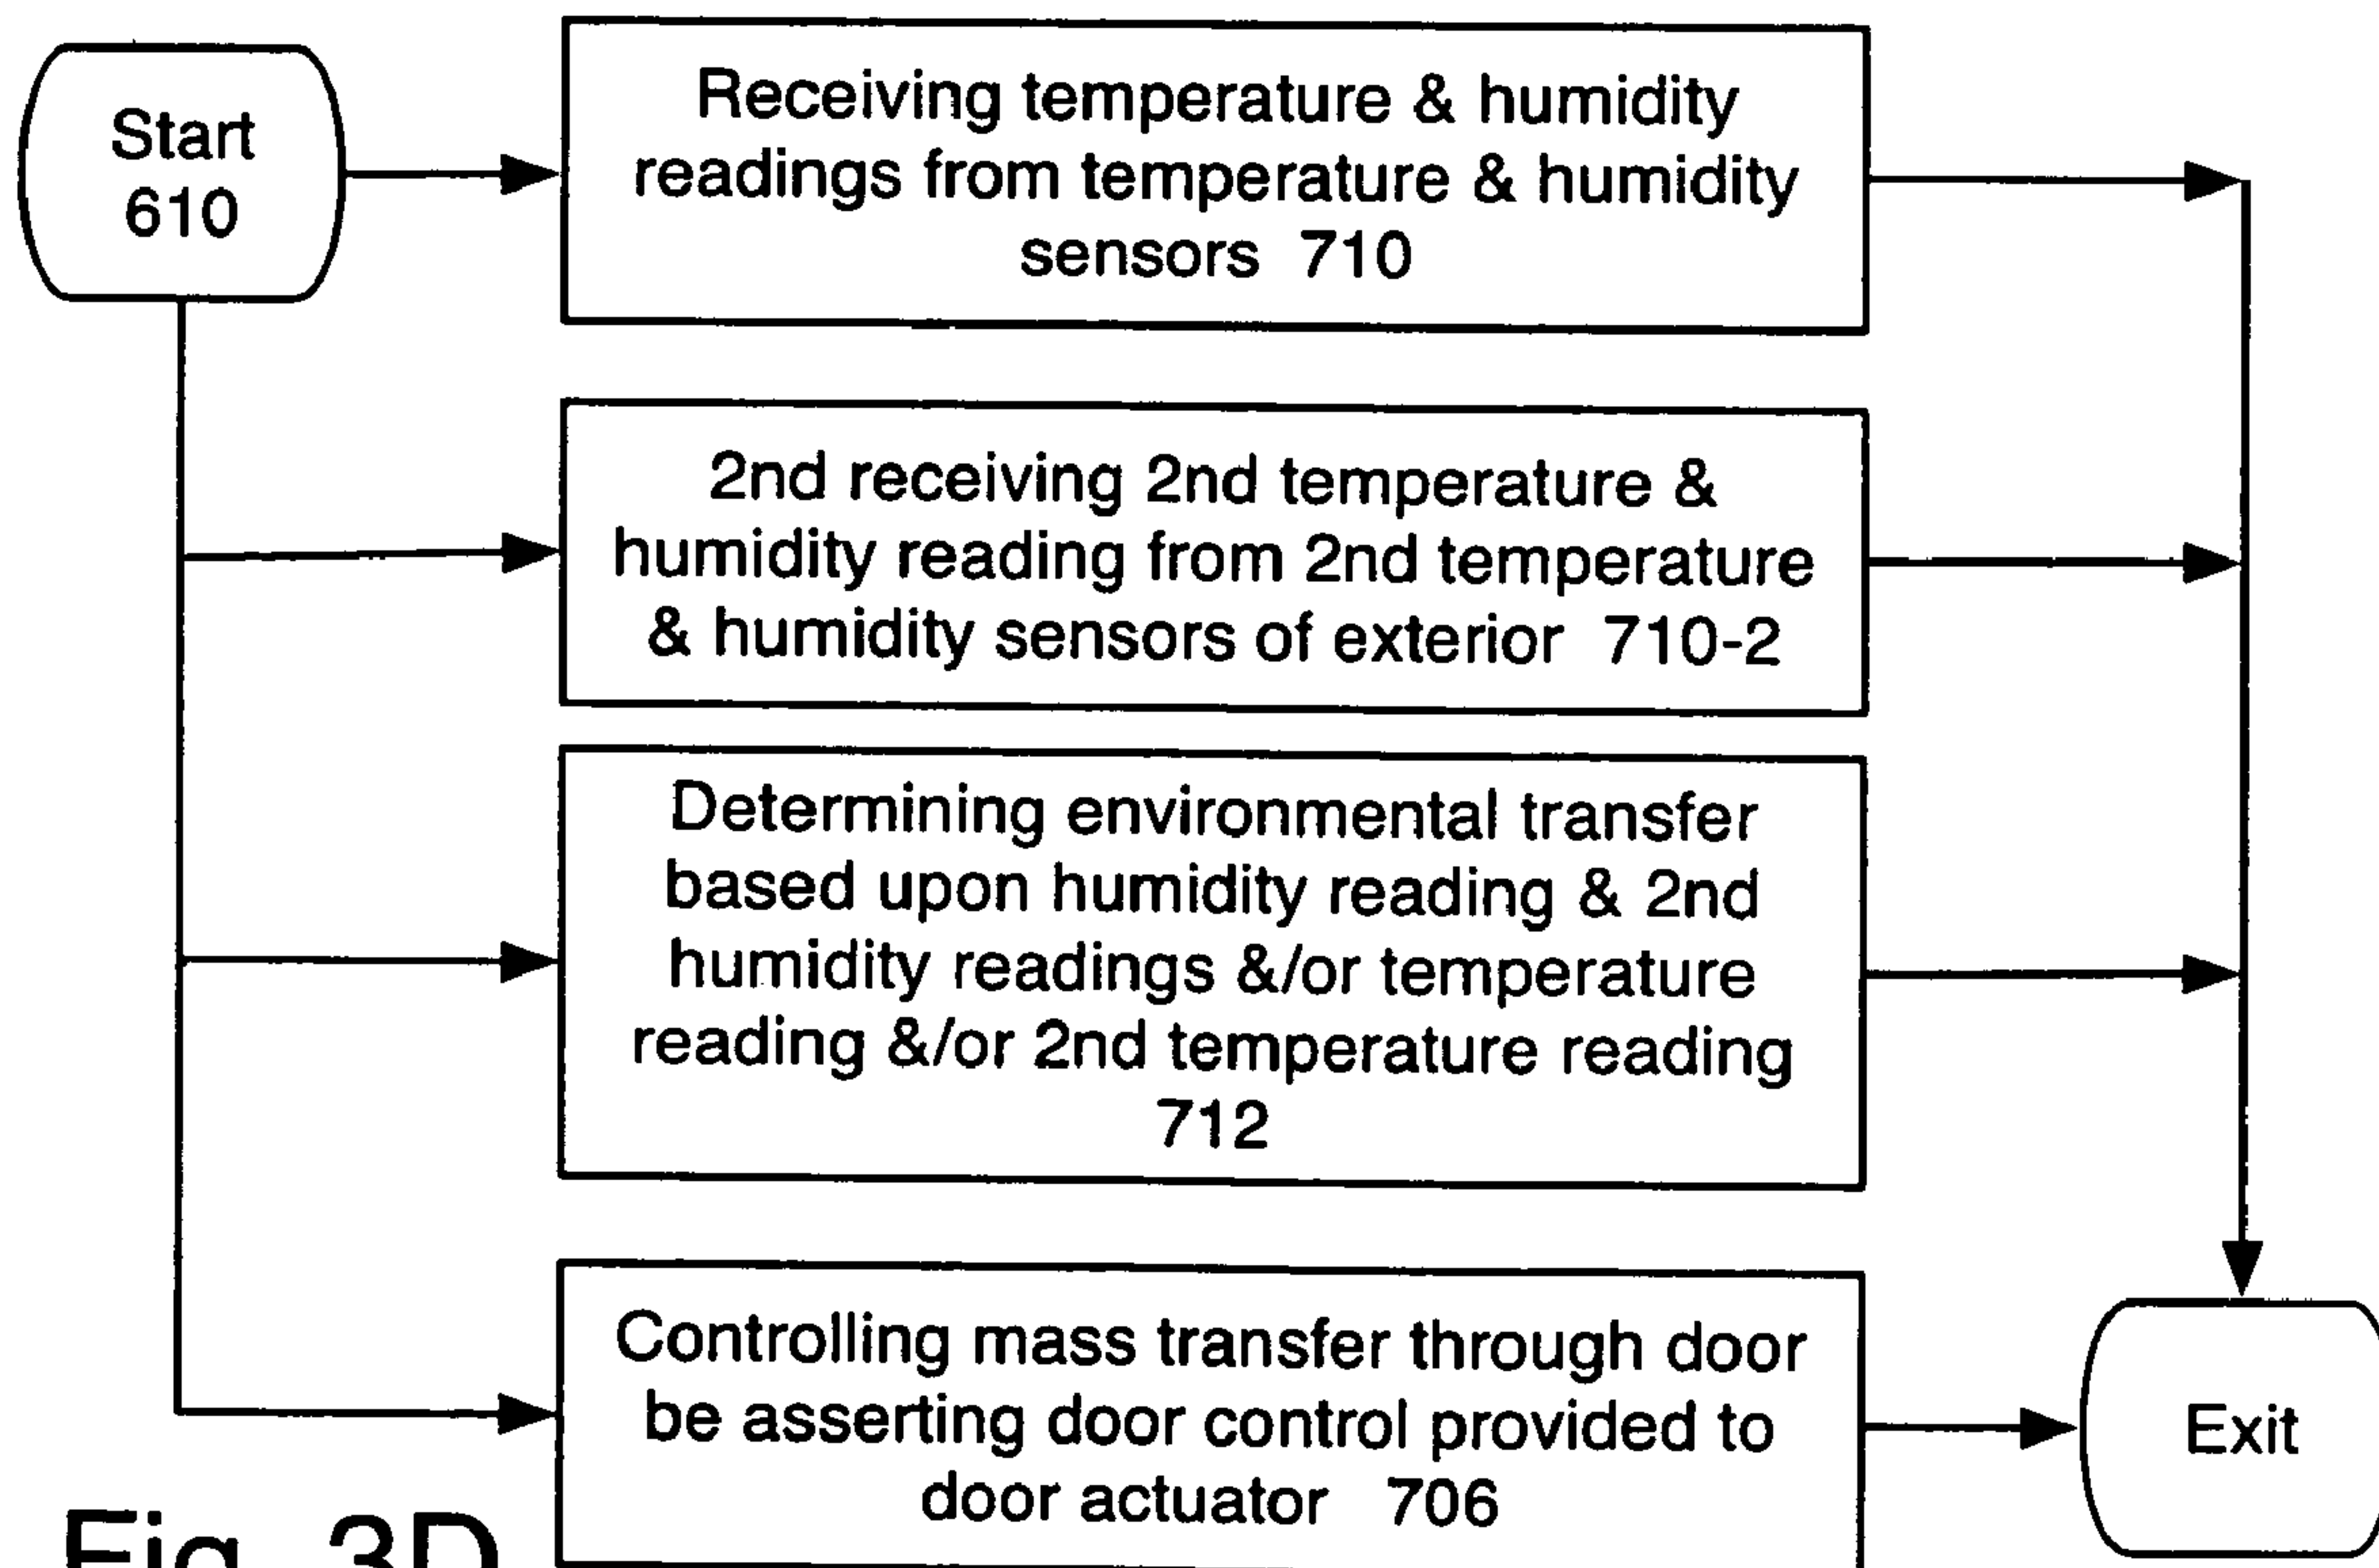 Start
610
Receiving temperature & humidity
readings from temperature & humidity
sensors 710
2nd receiving 2nd temperature &
humidity reading from 2nd temperature
& humidity sensors of exterior 710-2
Determining environmental transfer
based upon humidity reading & 2nd
humidity readings &/or temperature
reading &/or 2nd temperature reading
712
Controlling mass transfer through door
be asserting door control provided to
door actuator 706
Exit
Fig. 3D